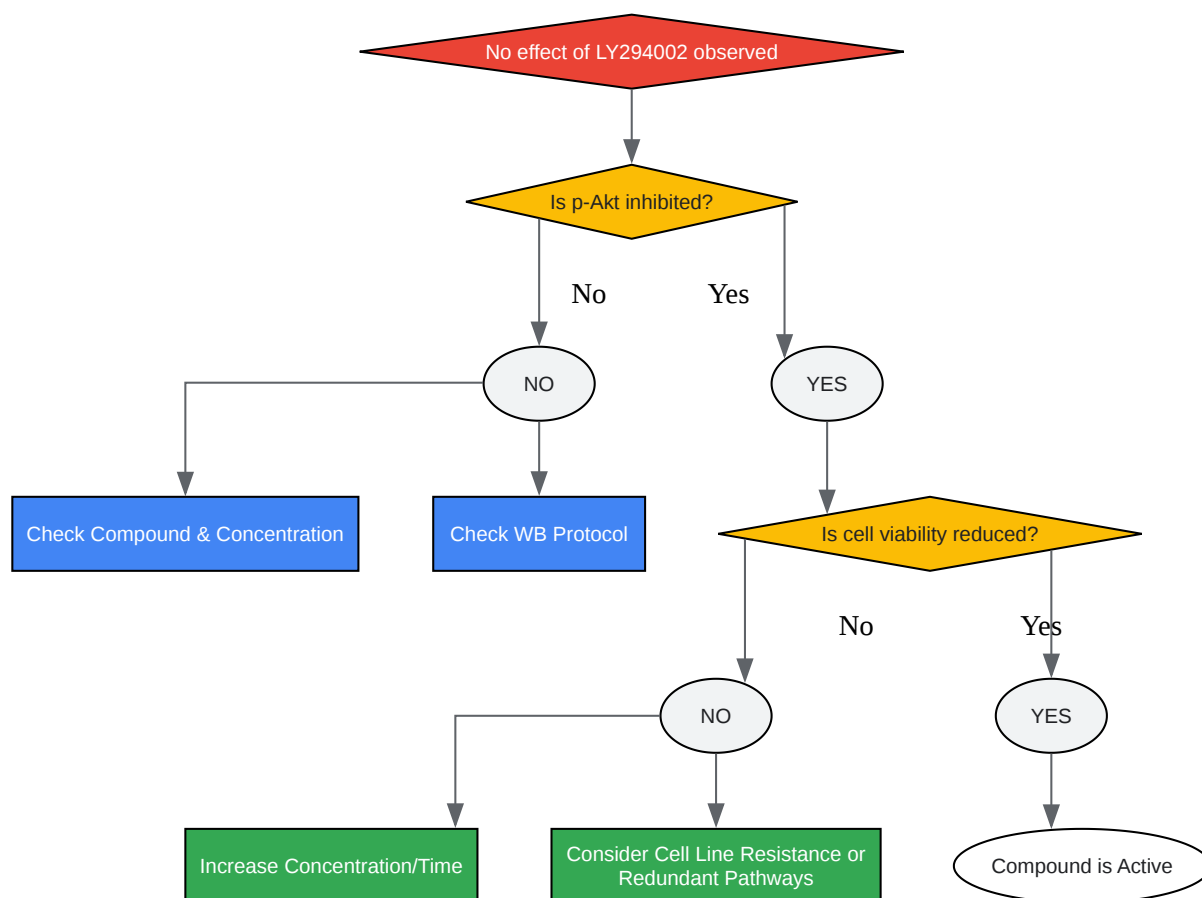 No effect of LY294002 observed
Is p-Akt inhibited?
No
Yes
NO
YES
Check Compound & Concentration
Check WB Protocol
Is cell viability reduced?
No
Yes
NO
YES
Increase Concentration/Time
Consider Cell Line Resistance or
Redundant Pathways
Compound is Active